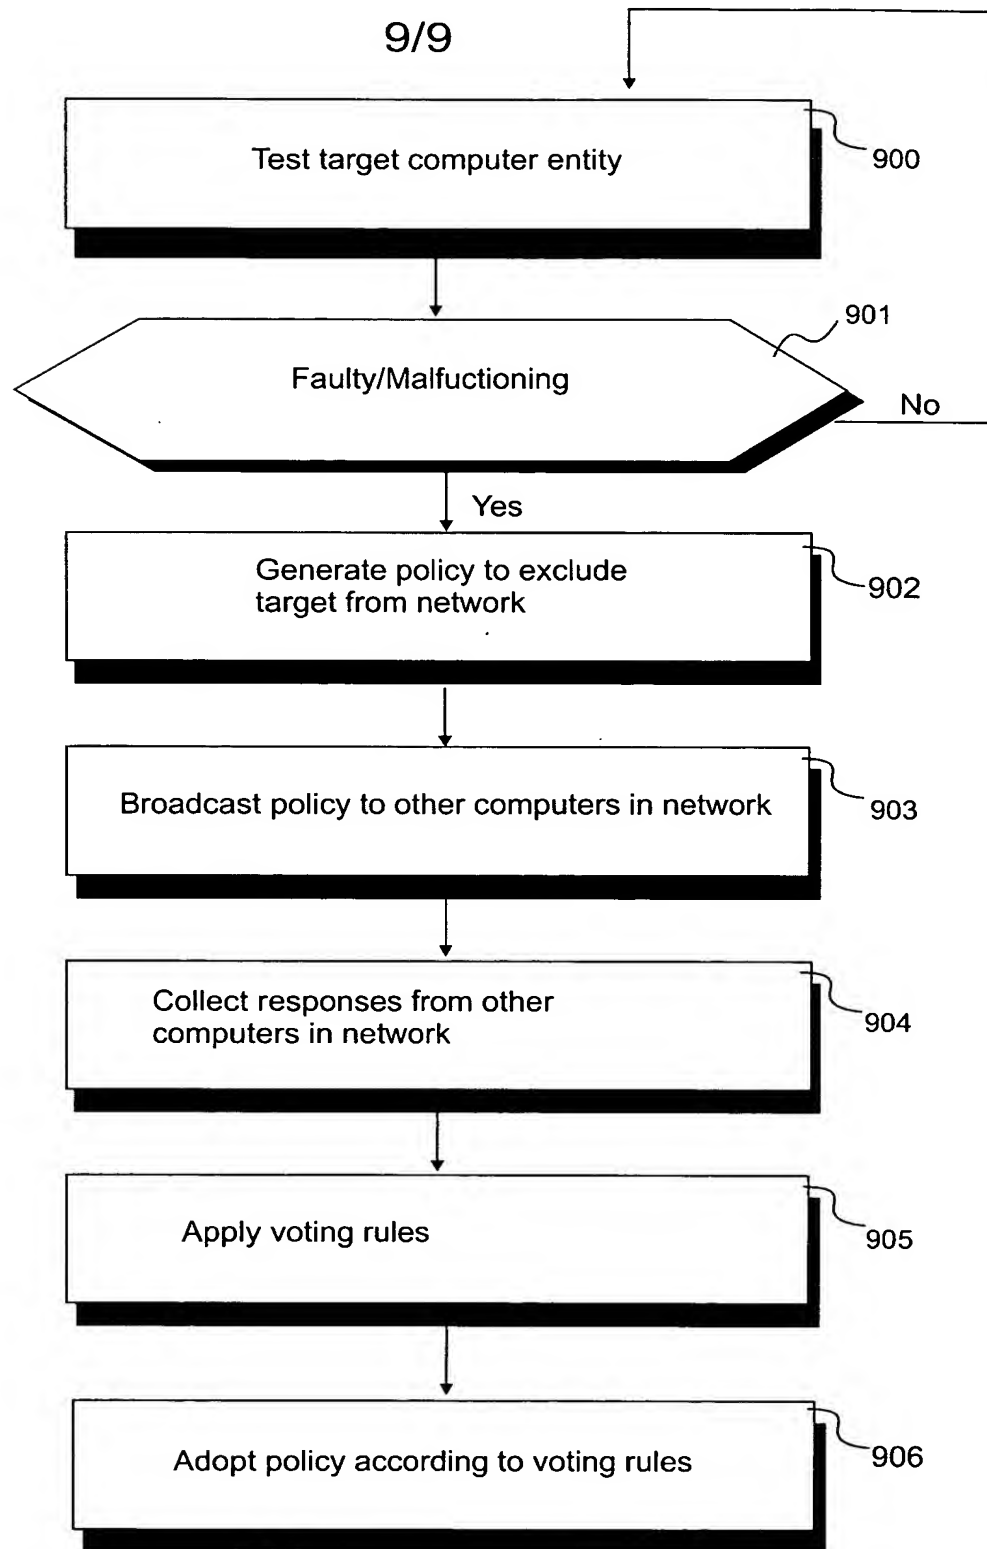 9/9
Test target computer entity
900
Faulty/Malfuctioning
901
No
Yes
Generate policy to exclude
target from network
902
Broadcast policy to other computers in network
903
Collect responses from other
computers in network
904
Apply voting rules
905
Adopt policy according to voting rules
906